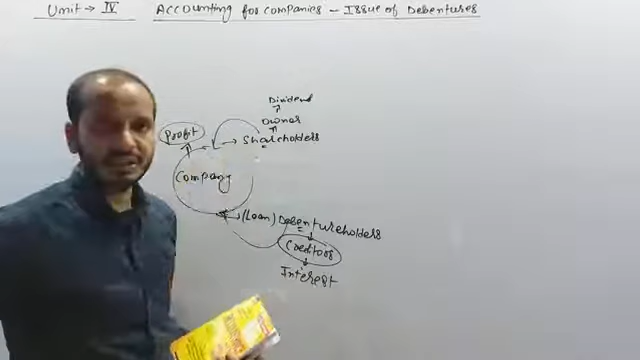 Unit → IV Accounting for companies - Issue of Debentures
Dividend
Owner
Profit
Shareholders
Company
(Loan) Debentureholders
Creditors
Interest